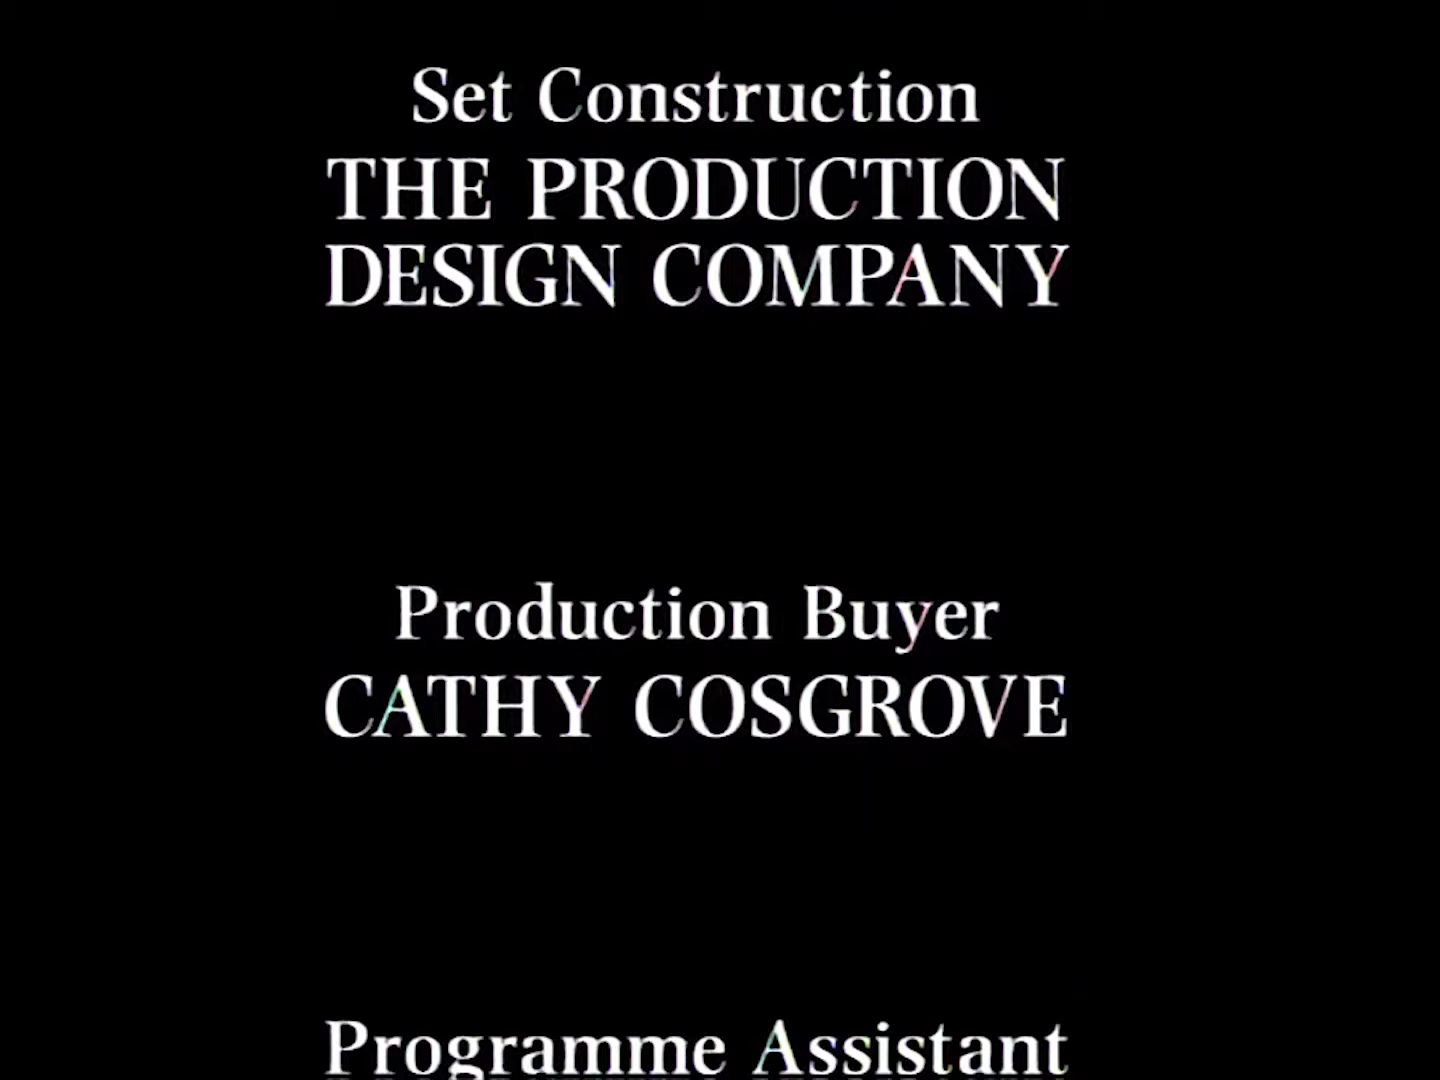 Set Construction
THE PRODUCTION
DESIGN COMPANY
Production Buyer
CATHY COSGROVE
Programme Assistant